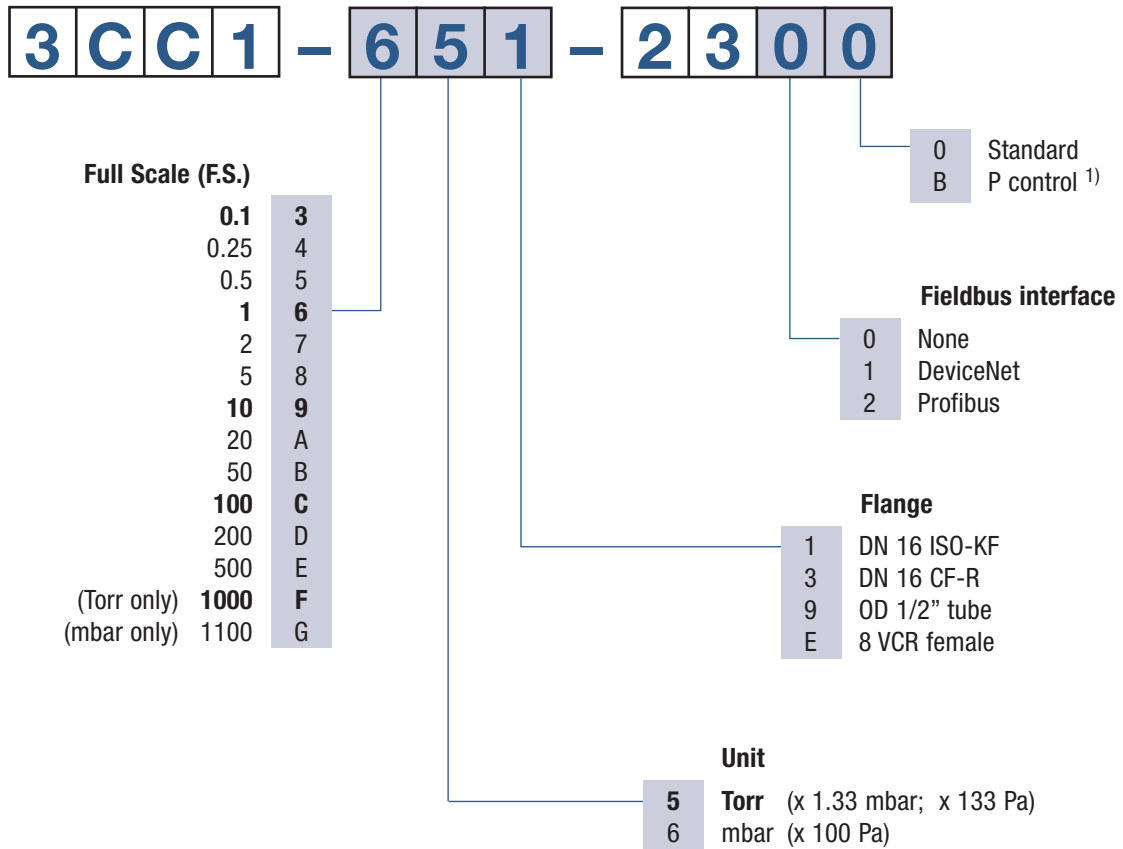 3CC1 – 651 – 2300
0 Standard
B P control 1)
Full Scale (F.S.)
0.1 3
0.25 4
0.5 5
1 6
2 7
5 8
10 9
20 A
50 B
100 C
200 D
500 E
(Torr only) 1000 F
(mbar only) 1100 G
Fieldbus interface
0 None
1 DeviceNet
2 Profibus
Flange
1 DN 16 ISO-KF
3 DN 16 CF-R
9 OD 1/2” tube
E 8 VCR female
Unit
5 Torr (x 1.33 mbar; x 133 Pa)
6 mbar (x 100 Pa)